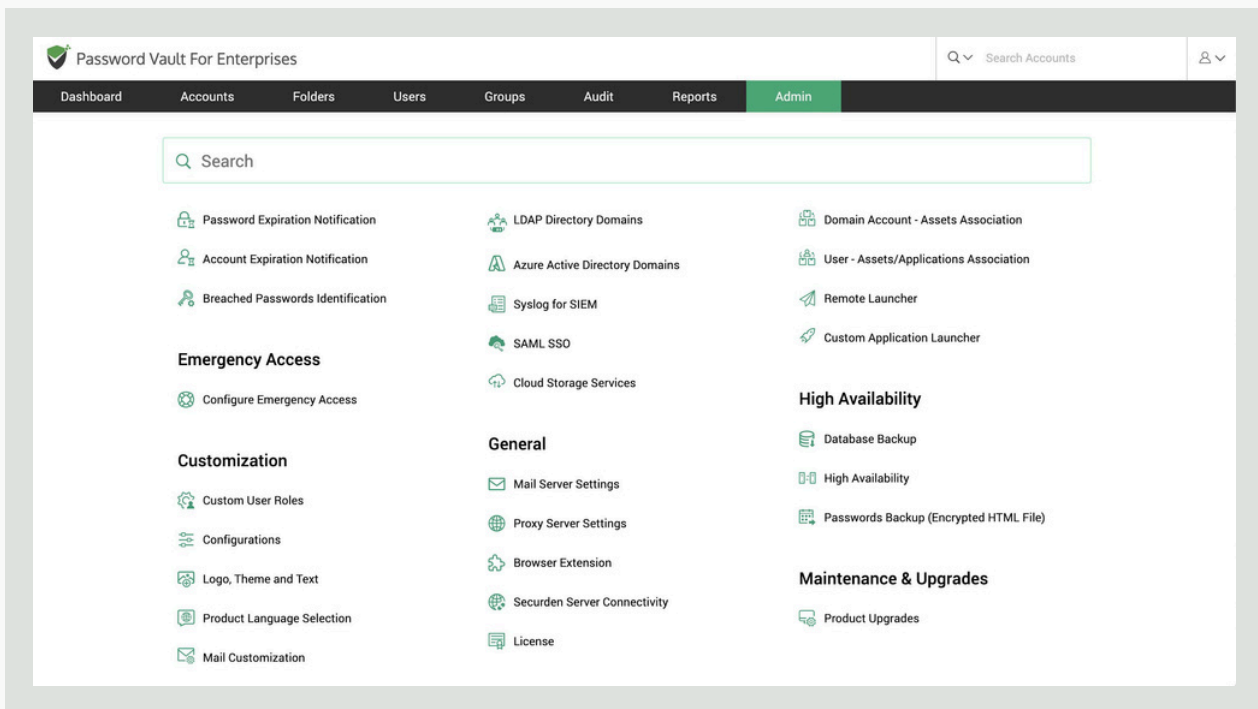 Password Vault For Enterprises
Search Accounts
Dashboard Accounts Folders Users Groups Audit Reports Admin
Search
Password Expiration Notification
Account Expiration Notification
Breached Passwords Identification
Emergency Access
Configure Emergency Access
Customization
Custom User Roles
Configurations
Logo, Theme and Text
Product Language Selection
Mail Customization
LDAP Directory Domains
Azure Active Directory Domains
Syslog for SIEM
SAML SSO
Cloud Storage Services
General
Mail Server Settings
Proxy Server Settings
Browser Extension
Securden Server Connectivity
License
Domain Account - Assets Association
User - Assets/Applications Association
Remote Launcher
Custom Application Launcher
High Availability
Database Backup
High Availability
Passwords Backup (Encrypted HTML File)
Maintenance & Upgrades
Product Upgrades